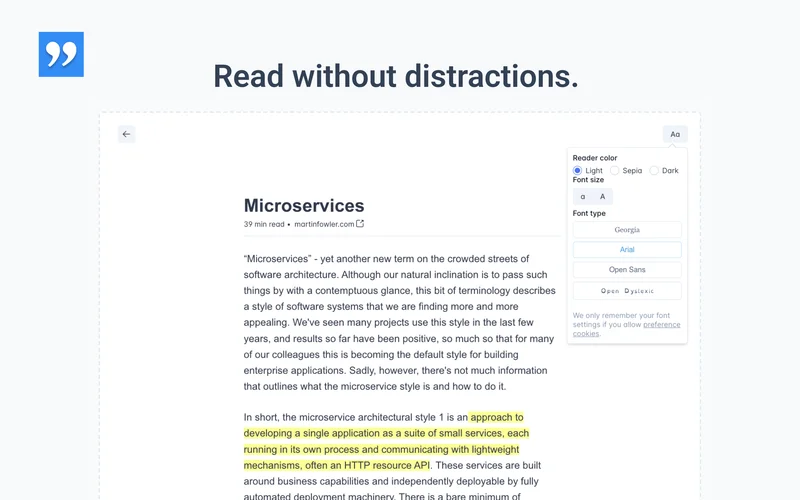 Read without distractions.
Aa
Reader color
Light Sepia Dark
Font size
a A
Font type
Georgia
Arial
Open Sans
Open Dyslexic
We only remember your font
settings if you allow preference
cookies.
Microservices
39 min read • martinfowler.com
“Microservices” - yet another new term on the crowded streets of
software architecture. Although our natural inclination is to pass such
things by with a contemptuous glance, this bit of terminology describes
a style of software systems that we are finding more and more
appealing. We've seen many projects use this style in the last few
years, and results so far have been positive, so much so that for many
of our colleagues this is becoming the default style for building
enterprise applications. Sadly, however, there's not much information
that outlines what the microservice style is and how to do it.
In short, the microservice architectural style 1 is an approach to
developing a single application as a suite of small services, each
running in its own process and communicating with lightweight
mechanisms, often an HTTP resource API. These services are built
around business capabilities and independently deployable by fully
automated deployment machinery. There is a bare minimum of